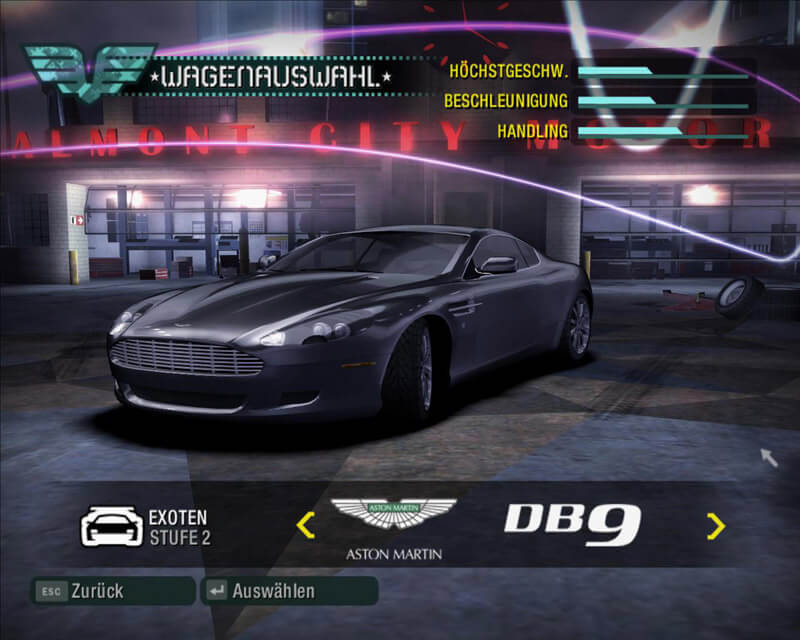 ★WAGENAUSWAHL★
HÖCHSTGESCHW.
BESCHLEUNIGUNG
HANDLING
ALMONT CITY MOTOR
EXOTEN
STUFE 2
ASTON MARTIN
ASTON MARTIN
DB9
ESC Zurück
Auswählen